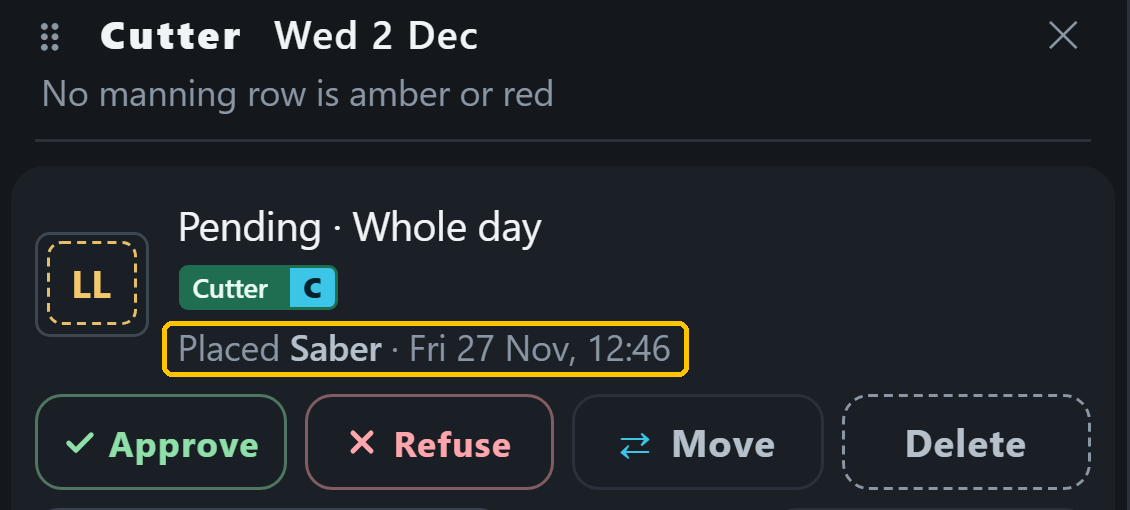 Cutter Wed 2 Dec
No manning row is amber or red
LL
Pending · Whole day
Cutter C
Placed Saber · Fri 27 Nov, 12:46
Approve Refuse Move Delete